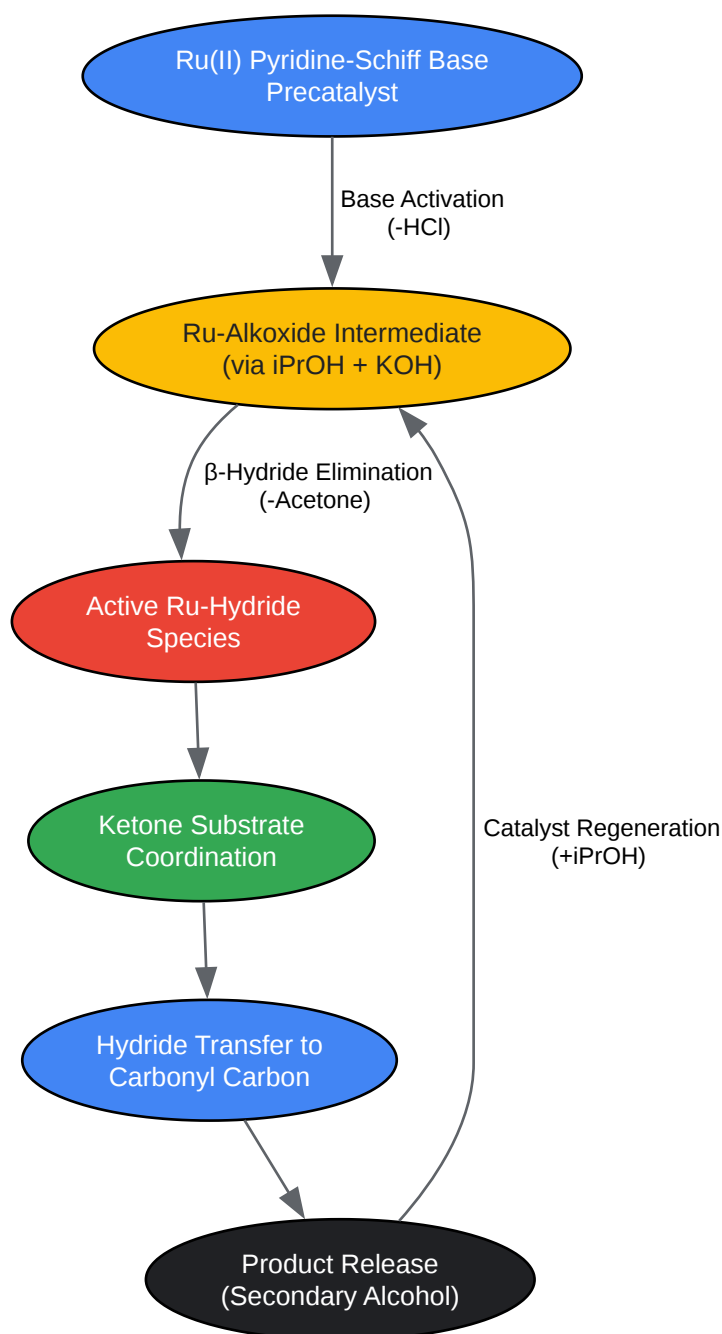 Ru(II) Pyridine-Schiff Base
Precatalyst
Base Activation
(-HCl)
Ru-Alkoxide Intermediate
(via iPrOH + KOH)
β-Hydride Elimination
(-Acetone)
Active Ru-Hydride
Species
Ketone Substrate
Coordination
Catalyst Regeneration
(+iPrOH)
Hydride Transfer to
Carbonyl Carbon
Product Release
(Secondary Alcohol)